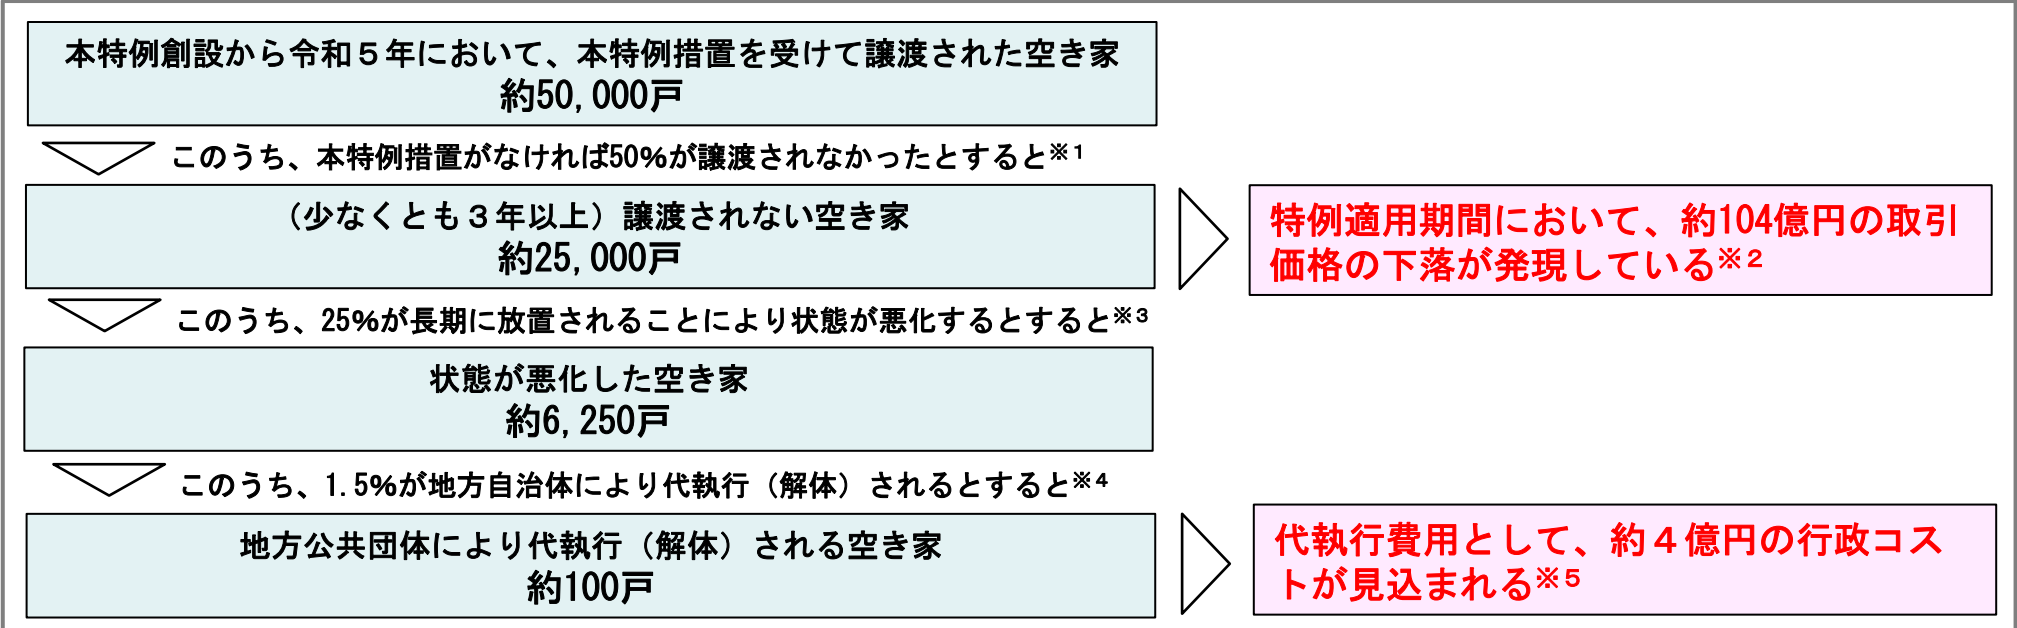 本特例創設から令和５年において、本特例措置を受けて譲渡された空き家
約50,000戸
このうち、本特例措置がなければ50%が譲渡されなかったとすると※１
（少なくとも３年以上）譲渡されない空き家
約25,000戸
特例適用期間において、約104億円の取引
価格の下落が発現している※２
このうち、25%が長期に放置されることにより状態が悪化するとすると※３
状態が悪化した空き家
約6,250戸
このうち、1.5%が地方自治体により代執行（解体）されるとすると※４
地方公共団体により代執行（解体）される空き家
約100戸
代執行費用として、約４億円の行政コス
トが見込まれる※５